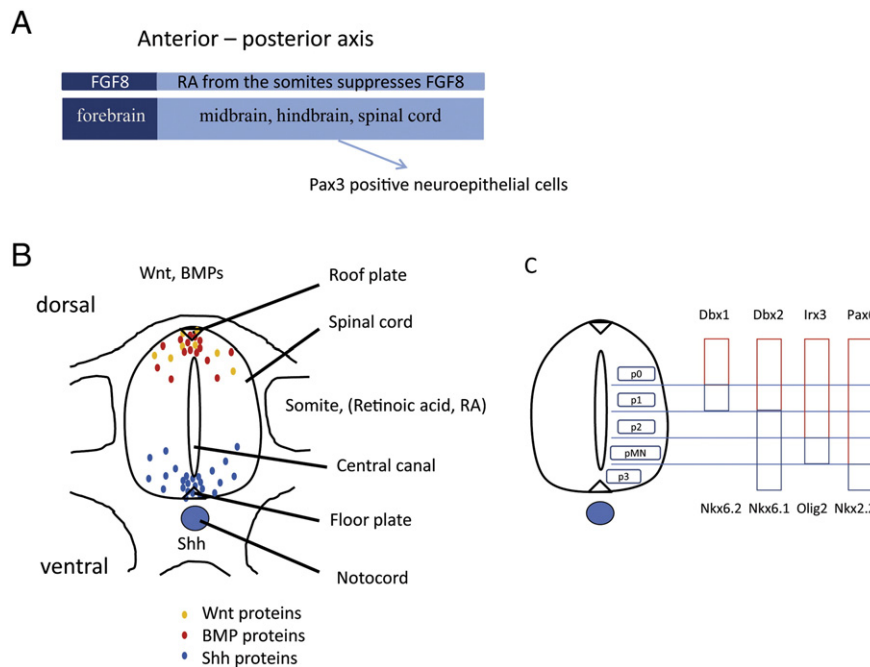 A
Anterior – posterior axis
FGF8 RA from the somites suppresses FGF8
forebrain midbrain, hindbrain, spinal cord
Pax3 positive neuroepithelial cells
B
Wnt, BMPs
dorsal
Roof plate
Spinal cord
Somite, (Retinoic acid, RA)
Central canal
Floor plate
Shh
ventral
Notocord
Wnt proteins
BMP proteins
Shh proteins
C
Dbx1 Dbx2 Irx3
p0
p1
p2
pMN
p3
Nkx6.2 Nkx6.1 Olig2